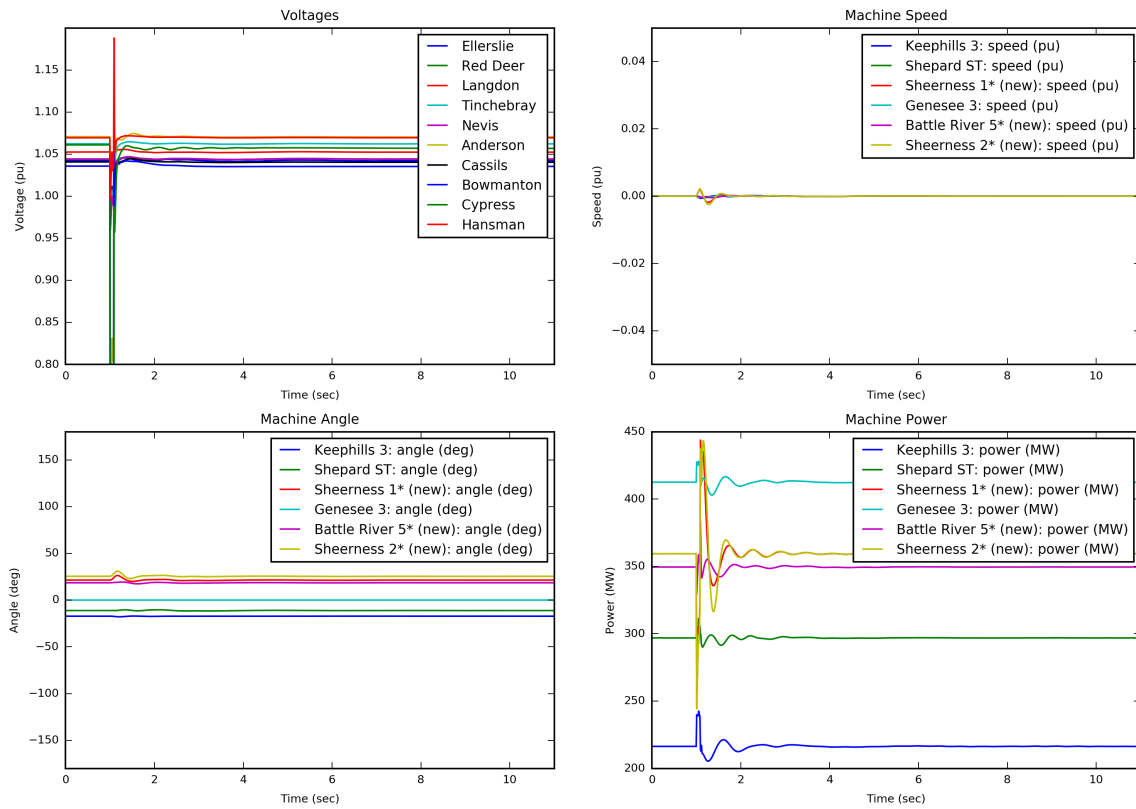 Voltages
Voltage (pu)
1.15
1.10
1.05
1.00
0.95
0.90
0.85
0.80
Ellerslie
Red Deer
Langdon
Tinchebray
Nevis
Anderson
Cassils
Bowmanton
Cypress
Hansman
0 2 4 6 8 10
Time (sec)
Machine Speed
Speed (pu)
0.04
0.02
0.00
−0.02
−0.04
Keephills 3: speed (pu)
Shepard ST: speed (pu)
Sheerness 1* (new): speed (pu)
Genesee 3: speed (pu)
Battle River 5* (new): speed (pu)
Sheerness 2* (new): speed (pu)
0 2 4 6 8 10
Time (sec)
Machine Angle
Angle (deg)
150
100
50
0
−50
−100
−150
Keephills 3: angle (deg)
Shepard ST: angle (deg)
Sheerness 1* (new): angle (deg)
Genesee 3: angle (deg)
Battle River 5* (new): angle (deg)
Sheerness 2* (new): angle (deg)
0 2 4 6 8 10
Time (sec)
Machine Power
Power (MW)
450
400
350
300
250
200
Keephills 3: power (MW)
Shepard ST: power (MW)
Sheerness 1* (new): power (MW)
Genesee 3: power (MW)
Battle River 5* (new): power (MW)
Sheerness 2* (new): power (MW)
0 2 4 6 8 10
Time (sec)